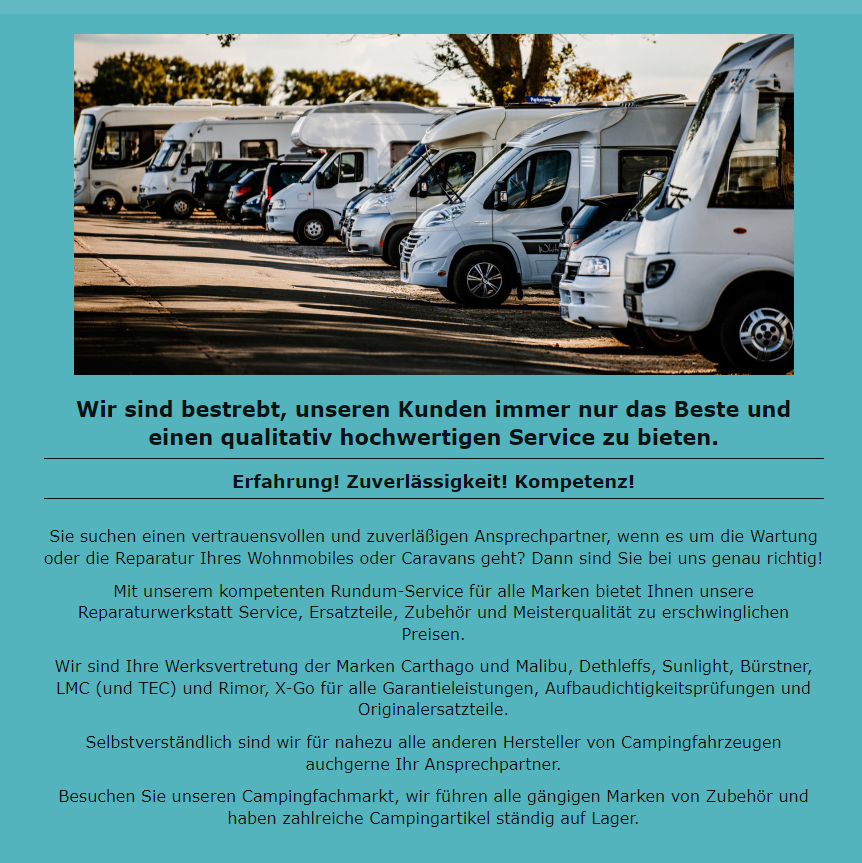 Parkschein
Wir sind bestrebt, unseren Kunden immer nur das Beste und
einen qualitativ hochwertigen Service zu bieten.
Erfahrung! Zuverlässigkeit! Kompetenz!
Sie suchen einen vertrauensvollen und zuverläßigen Ansprechpartner, wenn es um die Wartung
oder die Reparatur Ihres Wohnmobiles oder Caravans geht? Dann sind Sie bei uns genau richtig!
Mit unserem kompetenten Rundum-Service für alle Marken bietet Ihnen unsere
Reparaturwerkstatt Service, Ersatzteile, Zubehör und Meisterqualität zu erschwinglichen
Preisen.
Wir sind Ihre Werksvertretung der Marken Carthago und Malibu, Dethleffs, Sunlight, Bürstner,
LMC (und TEC) und Rimor, X-Go für alle Garantieleistungen, Aufbaudichtigkeitsprüfungen und
Originalersatzteile.
Selbstverständlich sind wir für nahezu alle anderen Hersteller von Campingfahrzeugen
auchgerne Ihr Ansprechpartner.
Besuchen Sie unseren Campingfachmarkt, wir führen alle gängigen Marken von Zubehör und
haben zahlreiche Campingartikel ständig auf Lager.